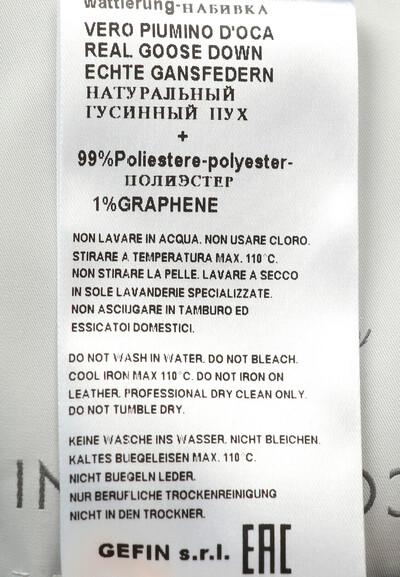 wattierung-НАБИВКА
VERO PIUMINO D'OCA
REAL GOOSE DOWN
ECHTE GANSFEDERN
НАТУРАЛЬНЫЙ
ГУСИННЫЙ ПУХ
+
99%Poliestere-polyester-
ПОЛИЭСТЕР
1%GRAPHENE
NON LAVARE IN ACQUA. NON USARE CLORO.
STIRARE A TEMPERATURA MAX. 110°C.
NON STIRARE LA PELLE. LAVARE A SECCO
IN SOLE LAVANDERIE SPECIALIZZATE.
NON ASCIUGARE IN TAMBURO ED
ESSICATOI DOMESTICI.
DO NOT WASH IN WATER. DO NOT BLEACH.
COOL IRON MAX 110°C. DO NOT IRON ON
LEATHER. PROFESSIONAL DRY CLEAN ONLY.
DO NOT TUMBLE DRY.
KEINE WASCHE INS WASSER. NICHT BLEICHEN.
KALTES BUEGELEISEN MAX. 110°C.
NICHT BUEGELN LEDER.
NUR BERUFLICHE TROCKENREINIGUNG
NICHT IN DEN TROCKNER.
GEFIN s.r.l. EAC